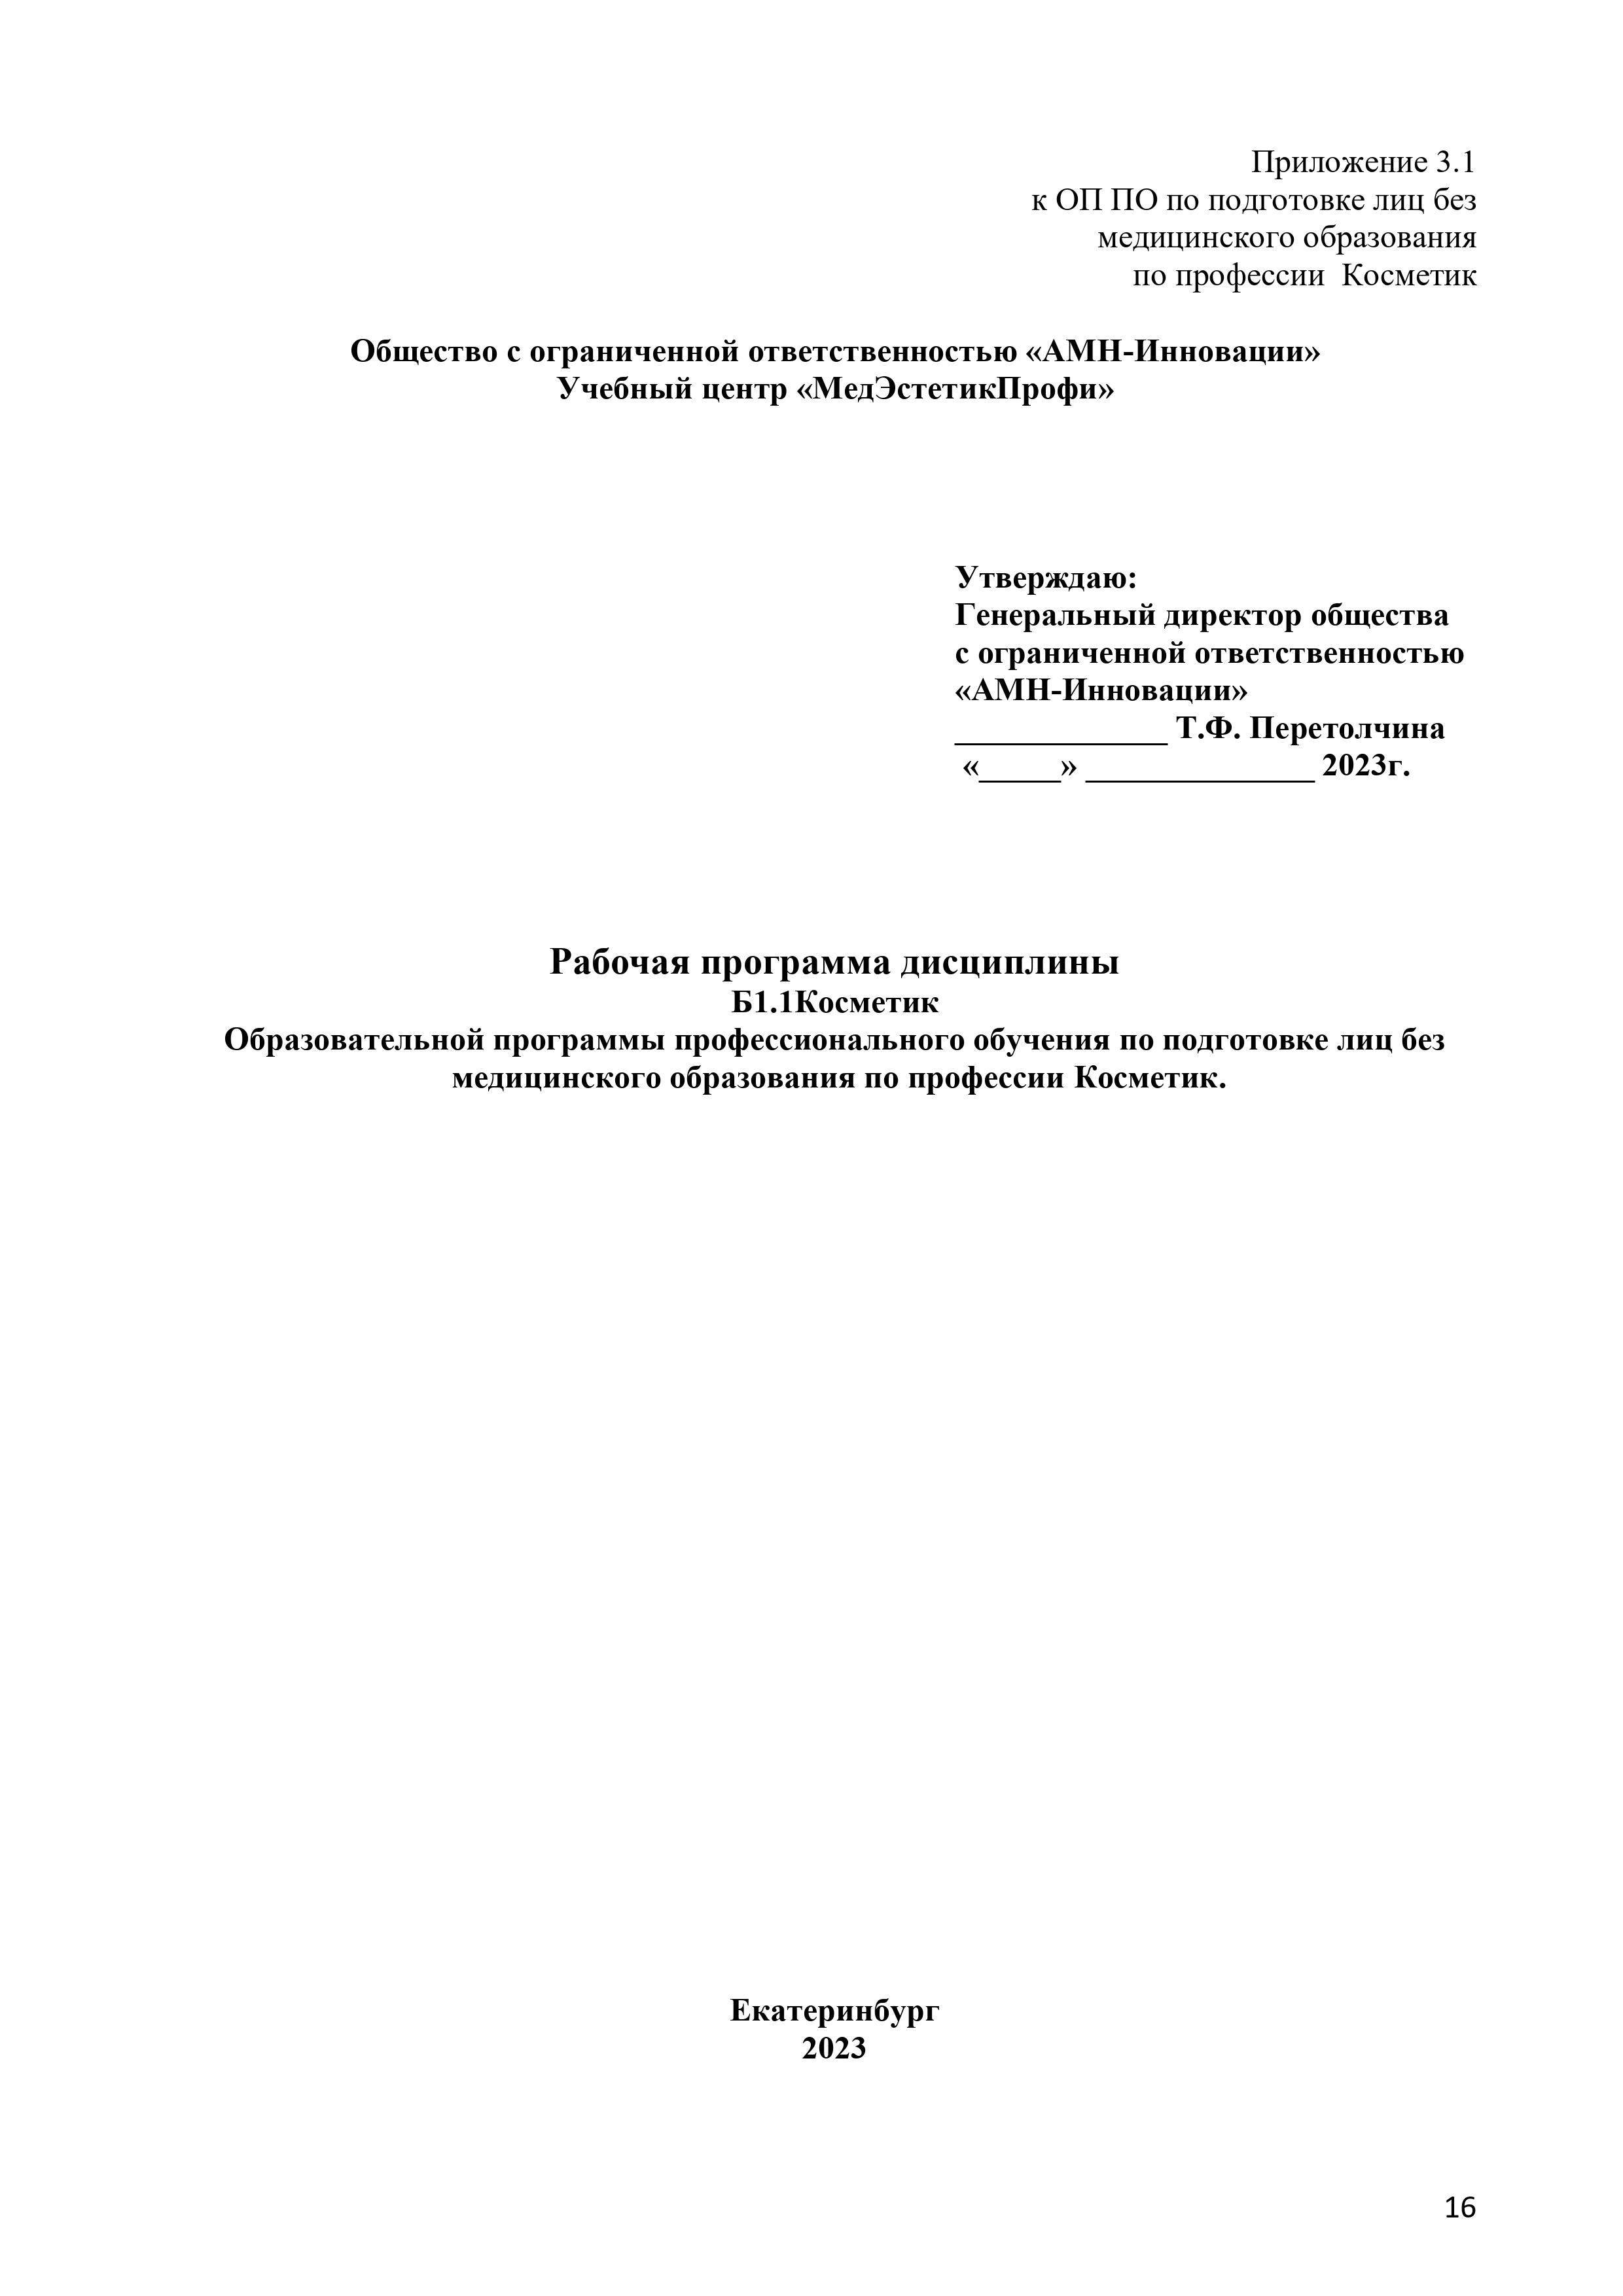 Приложение 3.1
к ОП ПО по подготовке лиц без
медицинского образования
по профессии  Косметик
Общество с ограниченной ответственностью «АМН-Инновации»
Учебный центр «МедЭстетикПрофи»
Утверждаю:
Генеральный директор общества
с ограниченной ответственностью
«АМН-Инновации»
_____________ Т.Ф. Перетолчина
«_____» ______________ 2023г.
Рабочая программа дисциплины
Б1.1Косметик
Образовательной программы профессионального обучения по подготовке лиц без
медицинского образования по профессии Косметик.
Екатеринбург
2023
16